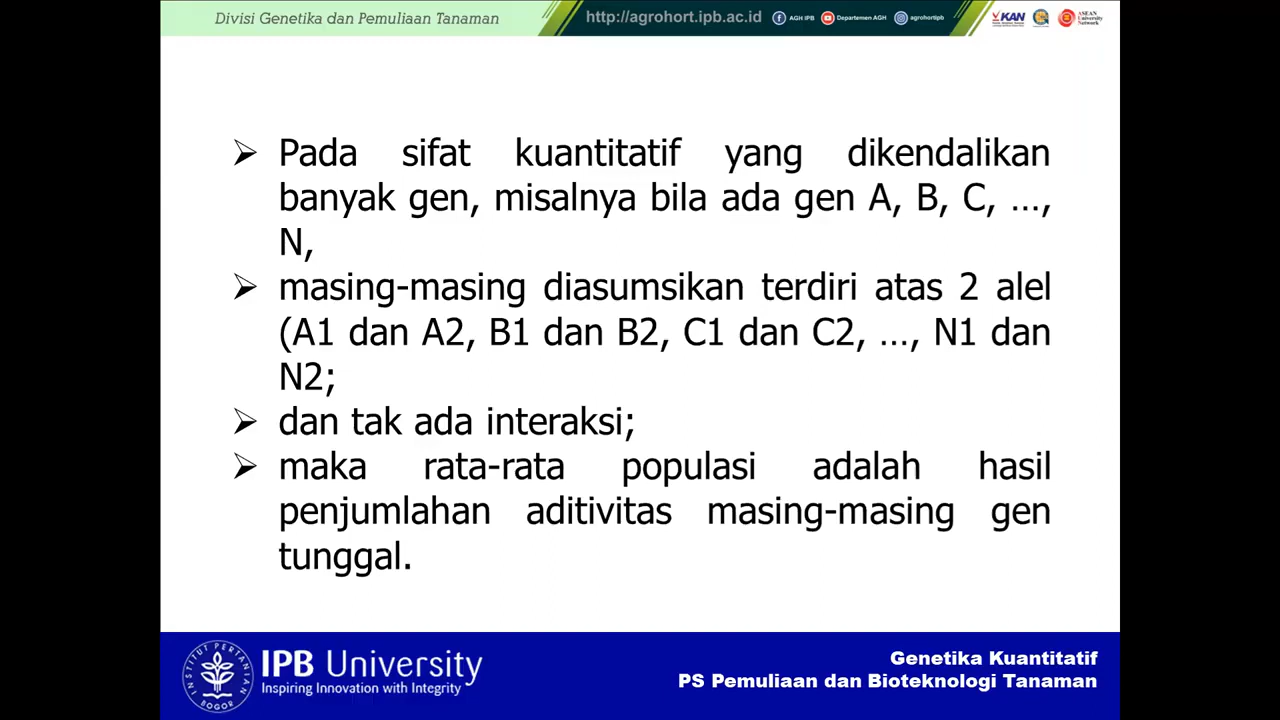 Divisi Genetika dan Pemuliaan Tanaman
http://agrohort.ipb.ac.id
AGH IPB
Departemen AGH
agrohortipb
KAN
ASEAN
University
Network
Pada sifat kuantitatif yang dikendalikan
banyak gen, misalnya bila ada gen A, B, C, ...,
N,
masing-masing diasumsikan terdiri atas 2 alel
(A1 dan A2, B1 dan B2, C1 dan C2, ..., N1 dan
N2;
dan tak ada interaksi;
maka rata-rata populasi adalah hasil
penjumlahan aditivitas masing-masing gen
tunggal.
INSTITUT PERTANIAN
BOGOR
IPB University
Inspiring Innovation with Integrity
Genetika Kuantitatif
PS Pemuliaan dan Bioteknologi Tanaman